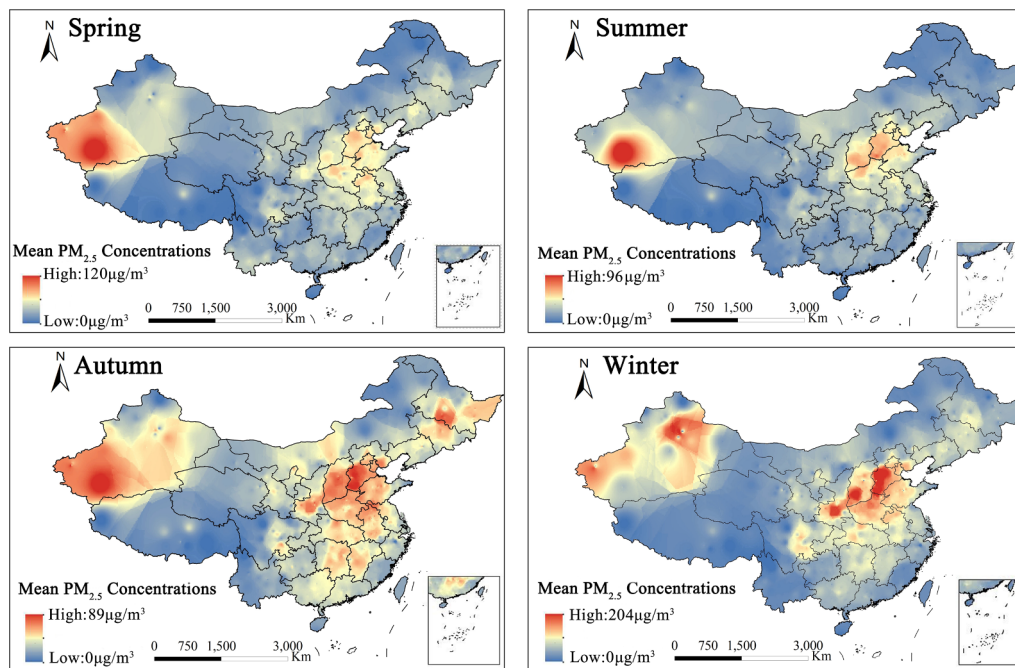 N
Spring
Mean PM2.5 Concentrations
High:120μg/m³
Low:0μg/m³
0 750 1,500 3,000
Km
N
Summer
Mean PM2.5 Concentrations
High:96μg/m³
Low:0μg/m³
0 750 1,500 3,000
Km
N
Autumn
Mean PM2.5 Concentrations
High:89μg/m³
Low:0μg/m³
0 750 1,500 3,000
Km
N
Winter
Mean PM2.5 Concentrations
High:204μg/m³
Low:0μg/m³
0 750 1,500 3,000
Km